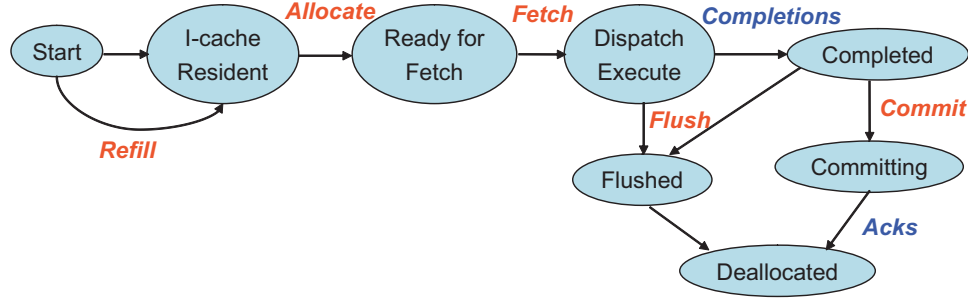 Allocate
Fetch
Completions
Start
I-cache
Resident
Ready for
Fetch
Dispatch
Execute
Completed
Refill
Flush
Commit
Flushed
Committing
Acks
Deallocated